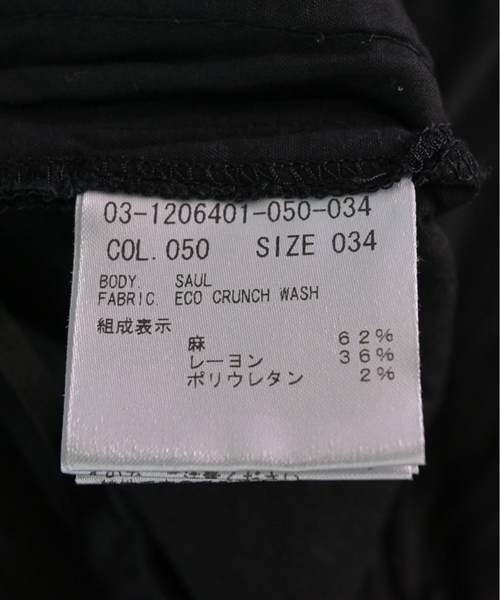 03-1206401-050-034
COL.050 SIZE 034
BODY. SAUL
FABRIC. ECO CRUNCH WASH
組成表示
麻 62%
レーヨン 36%
ポリウレタン 2%